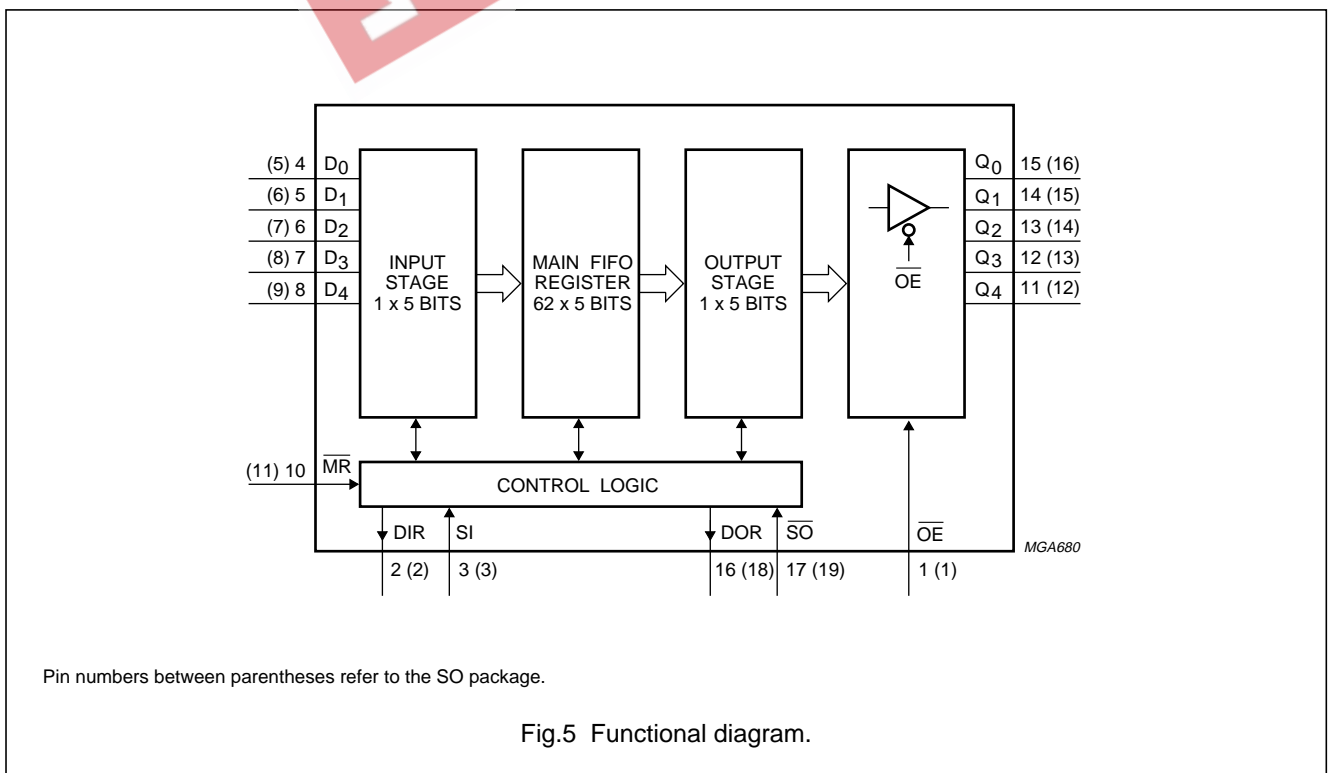 (5) 4 D0
(6) 5 D1
(7) 6 D2
(8) 7 D3
(9) 8 D4
INPUT
STAGE
1 x 5 BITS
MAIN FIFO
REGISTER
62 x 5 BITS
OUTPUT
STAGE
1 x 5 BITS
O̅E̅
Q0 15 (16)
Q1 14 (15)
Q2 13 (14)
Q3 12 (13)
Q4 11 (12)
(11) 10 M̅R̅
CONTROL LOGIC
DIR SI DOR S̅O̅ O̅E̅
2 (2) 3 (3) 16 (18) 17 (19) 1 (1)
MGA680
Pin numbers between parentheses refer to the SO package.
Fig.5 Functional diagram.